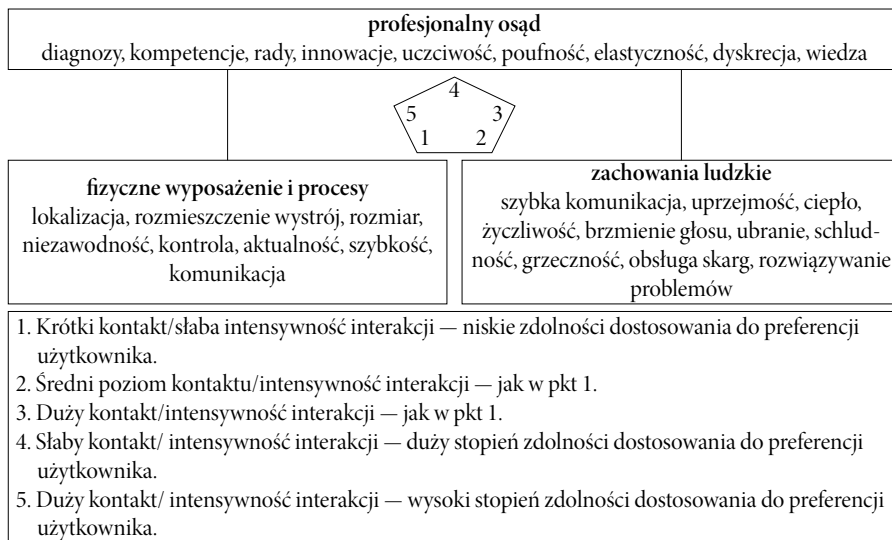 profesjonalny osąd
diagnozy, kompetencje, rady, innowacje, uczciwość, poufność, elastyczność, dyskrecja, wiedza
4
5 3
1 2
fizyczne wyposażenie i procesy
lokalizacja, rozmieszczenie wystrój, rozmiar,
niezawodność, kontrola, aktualność, szybkość,
komunikacja
zachowania ludzkie
szybka komunikacja, uprzejmość, ciepło,
życzliwość, brzmienie głosu, ubranie, schlud-
ność, grzeczność, obsługa skarg, rozwiązywanie
problemów
1. Krótki kontakt/słaba intensywność interakcji — niskie zdolności dostosowania do preferencji
użytkownika.
2. Średni poziom kontaktu/intensywność interakcji — jak w pkt 1.
3. Duży kontakt/intensywność interakcji — jak w pkt 1.
4. Słaby kontakt/ intensywność interakcji — duży stopień zdolności dostosowania do preferencji
użytkownika.
5. Duży kontakt/ intensywność interakcji — wysoki stopień zdolności dostosowania do preferencji
użytkownika.